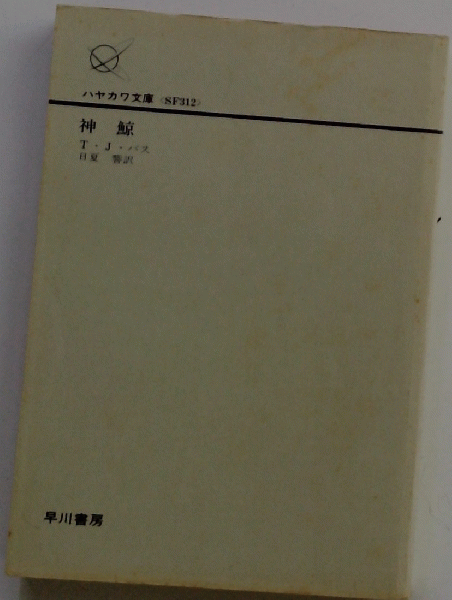 ハヤカワ文庫〈SF312〉
神鯨
T・J・バス
日夏 響訳
早川書房